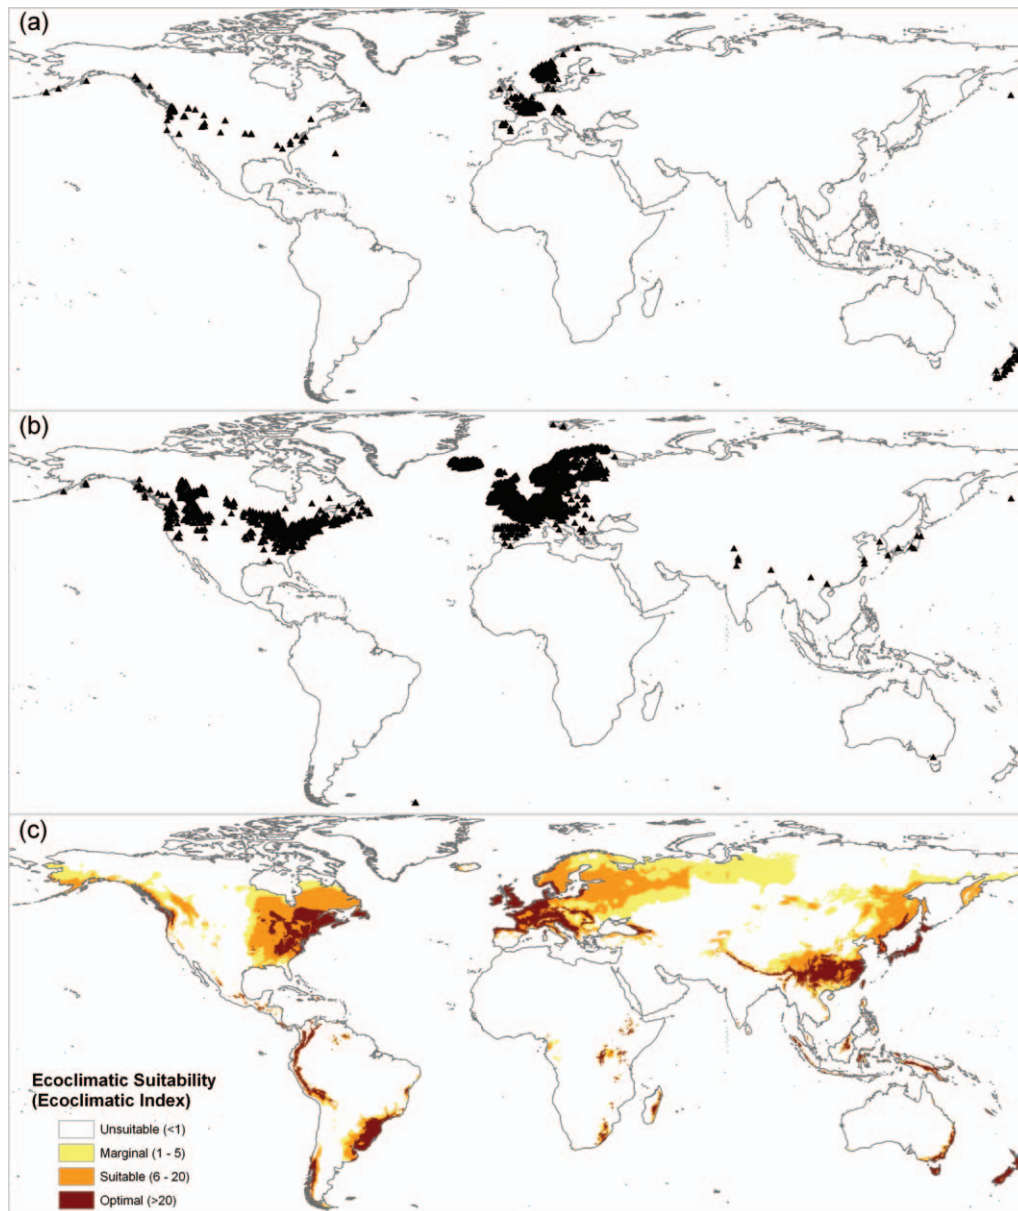 (a)
(b)
(c)
Ecoclimatic Suitability
(Ecoclimatic Index)
Unsuitable (<1)
Marginal (1 - 5)
Suitable (6 - 20)
Optimal (>20)